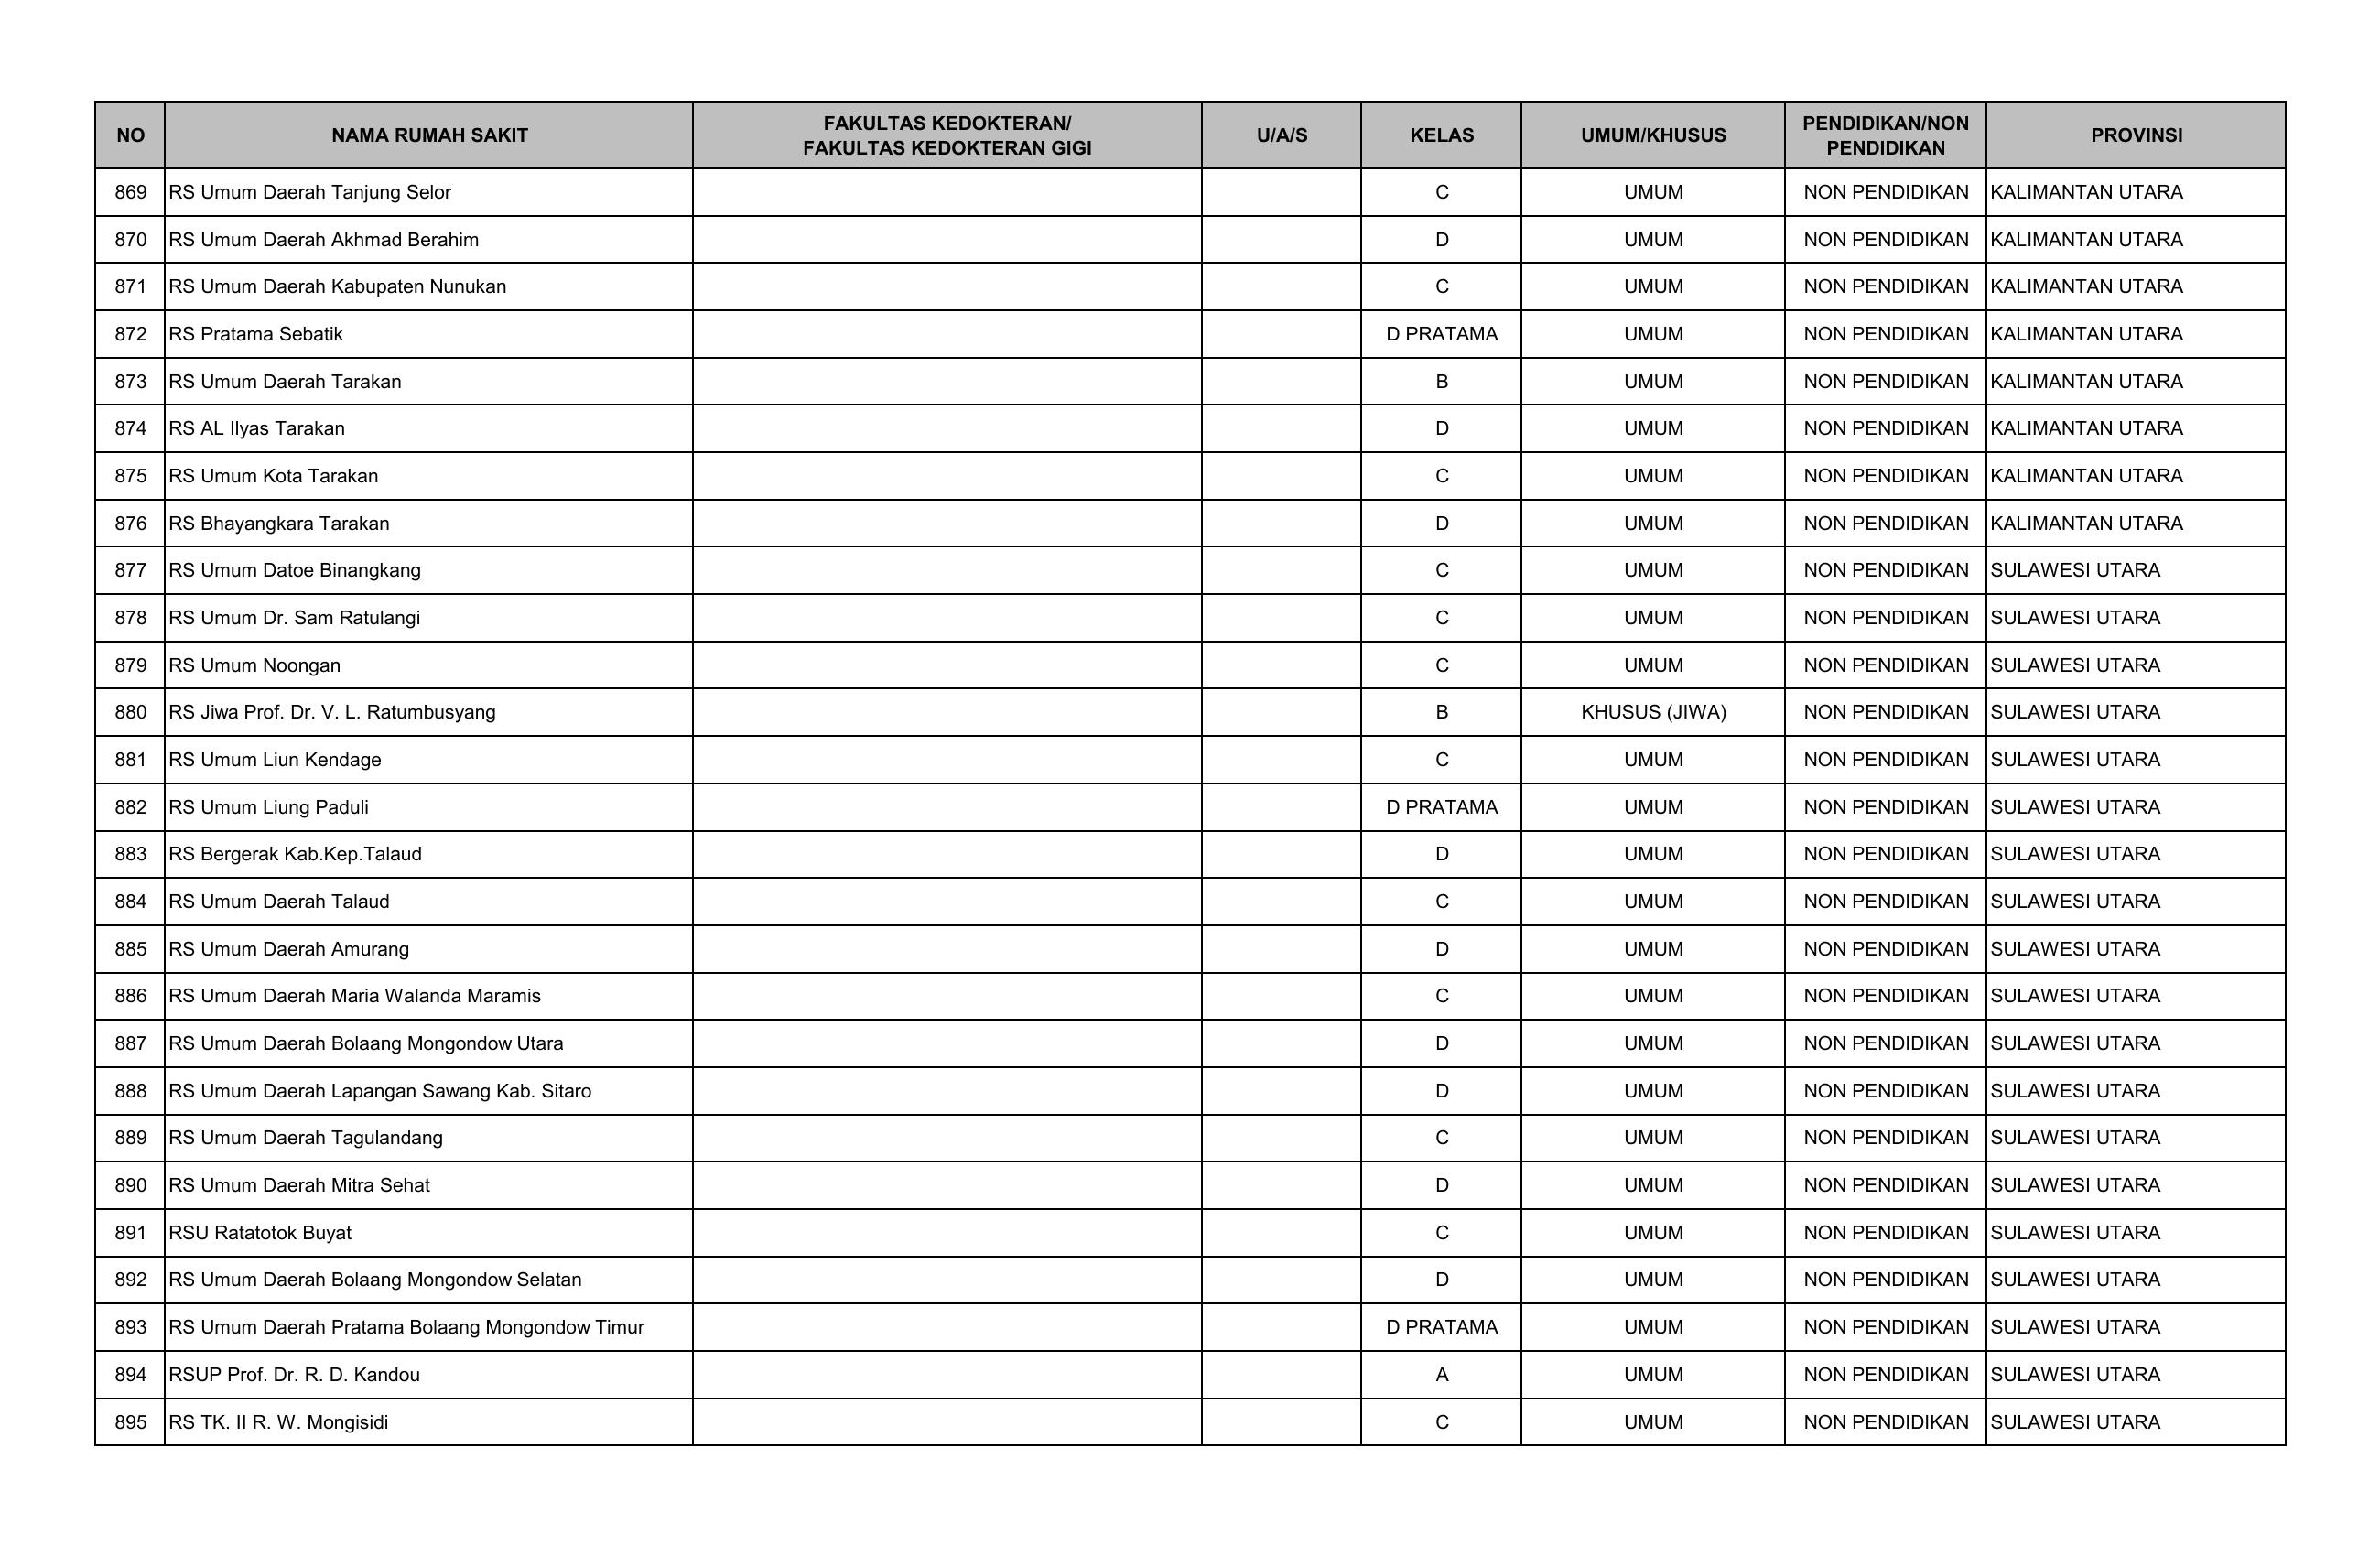 NO NAMA RUMAH SAKIT FAKULTAS KEDOKTERAN/ FAKULTAS KEDOKTERAN GIGI U/A/S KELAS UMUM/KHUSUS PENDIDIKAN/NON PENDIDIKAN PROVINSI
869 RS Umum Daerah Tanjung Selor C UMUM NON PENDIDIKAN KALIMANTAN UTARA
870 RS Umum Daerah Akhmad Berahim D UMUM NON PENDIDIKAN KALIMANTAN UTARA
871 RS Umum Daerah Kabupaten Nunukan C UMUM NON PENDIDIKAN KALIMANTAN UTARA
872 RS Pratama Sebatik D PRATAMA UMUM NON PENDIDIKAN KALIMANTAN UTARA
873 RS Umum Daerah Tarakan B UMUM NON PENDIDIKAN KALIMANTAN UTARA
874 RS AL Ilyas Tarakan D UMUM NON PENDIDIKAN KALIMANTAN UTARA
875 RS Umum Kota Tarakan C UMUM NON PENDIDIKAN KALIMANTAN UTARA
876 RS Bhayangkara Tarakan D UMUM NON PENDIDIKAN KALIMANTAN UTARA
877 RS Umum Datoe Binangkang C UMUM NON PENDIDIKAN SULAWESI UTARA
878 RS Umum Dr. Sam Ratulangi C UMUM NON PENDIDIKAN SULAWESI UTARA
879 RS Umum Noongan C UMUM NON PENDIDIKAN SULAWESI UTARA
880 RS Jiwa Prof. Dr. V. L. Ratumbusyang B KHUSUS (JIWA) NON PENDIDIKAN SULAWESI UTARA
881 RS Umum Liun Kendage C UMUM NON PENDIDIKAN SULAWESI UTARA
882 RS Umum Liung Paduli D PRATAMA UMUM NON PENDIDIKAN SULAWESI UTARA
883 RS Bergerak Kab.Kep.Talaud D UMUM NON PENDIDIKAN SULAWESI UTARA
884 RS Umum Daerah Talaud C UMUM NON PENDIDIKAN SULAWESI UTARA
885 RS Umum Daerah Amurang D UMUM NON PENDIDIKAN SULAWESI UTARA
886 RS Umum Daerah Maria Walanda Maramis C UMUM NON PENDIDIKAN SULAWESI UTARA
887 RS Umum Daerah Bolaang Mongondow Utara D UMUM NON PENDIDIKAN SULAWESI UTARA
888 RS Umum Daerah Lapangan Sawang Kab. Sitaro D UMUM NON PENDIDIKAN SULAWESI UTARA
889 RS Umum Daerah Tagulandang C UMUM NON PENDIDIKAN SULAWESI UTARA
890 RS Umum Daerah Mitra Sehat D UMUM NON PENDIDIKAN SULAWESI UTARA
891 RSU Ratatotok Buyat C UMUM NON PENDIDIKAN SULAWESI UTARA
892 RS Umum Daerah Bolaang Mongondow Selatan D UMUM NON PENDIDIKAN SULAWESI UTARA
893 RS Umum Daerah Pratama Bolaang Mongondow Timur D PRATAMA UMUM NON PENDIDIKAN SULAWESI UTARA
894 RSUP Prof. Dr. R. D. Kandou A UMUM NON PENDIDIKAN SULAWESI UTARA
895 RS TK. II R. W. Mongisidi C UMUM NON PENDIDIKAN SULAWESI UTARA